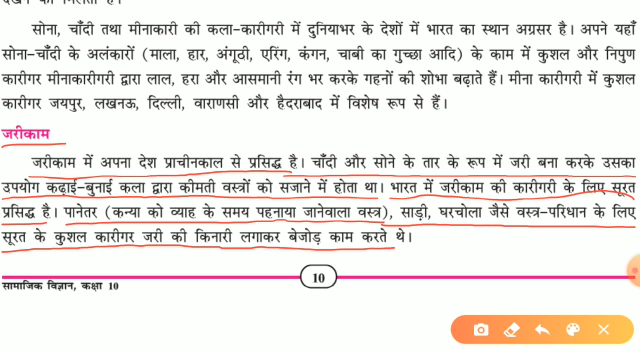 सोना, चाँदी तथा मीनाकारी की कला-कारीगरी में दुनियाभर के देशों में भारत का स्थान अग्रसर है। अपने यहाँ
सोना-चाँदी के अलंकारों (माला, हार, अंगूठी, एरिंग, कंगन, चाबी का गुच्छा आदि) के काम में कुशल और निपुण
कारीगर मीनाकारीगरी द्वारा लाल, हरा और आसमानी रंग भर करके गहनों की शोभा बढ़ाते हैं। मीना कारीगरी में कुशल
कारीगर जयपुर, लखनऊ, दिल्ली, वाराणसी और हैदराबाद में विशेष रूप से हैं।
जरीकाम
जरीकाम में अपना देश प्राचीनकाल से प्रसिद्ध है। चाँदी और सोने के तार के रूप में जरी बना करके उसका
उपयोग कढ़ाई-बुनाई कला द्वारा कीमती वस्त्रों को सजाने में होता था। भारत में जरीकाम की कारीगरी के लिए सूरत
प्रसिद्ध है। पानेतर (कन्या को व्याह के समय पहनाया जानेवाला वस्त्र), साड़ी, घरचोला जैसे वस्त्र-परिधान के लिए
सूरत के कुशल कारीगर जरी की किनारी लगाकर बेजोड़ काम करते थे।
10
सामाजिक विज्ञान, कक्षा 10